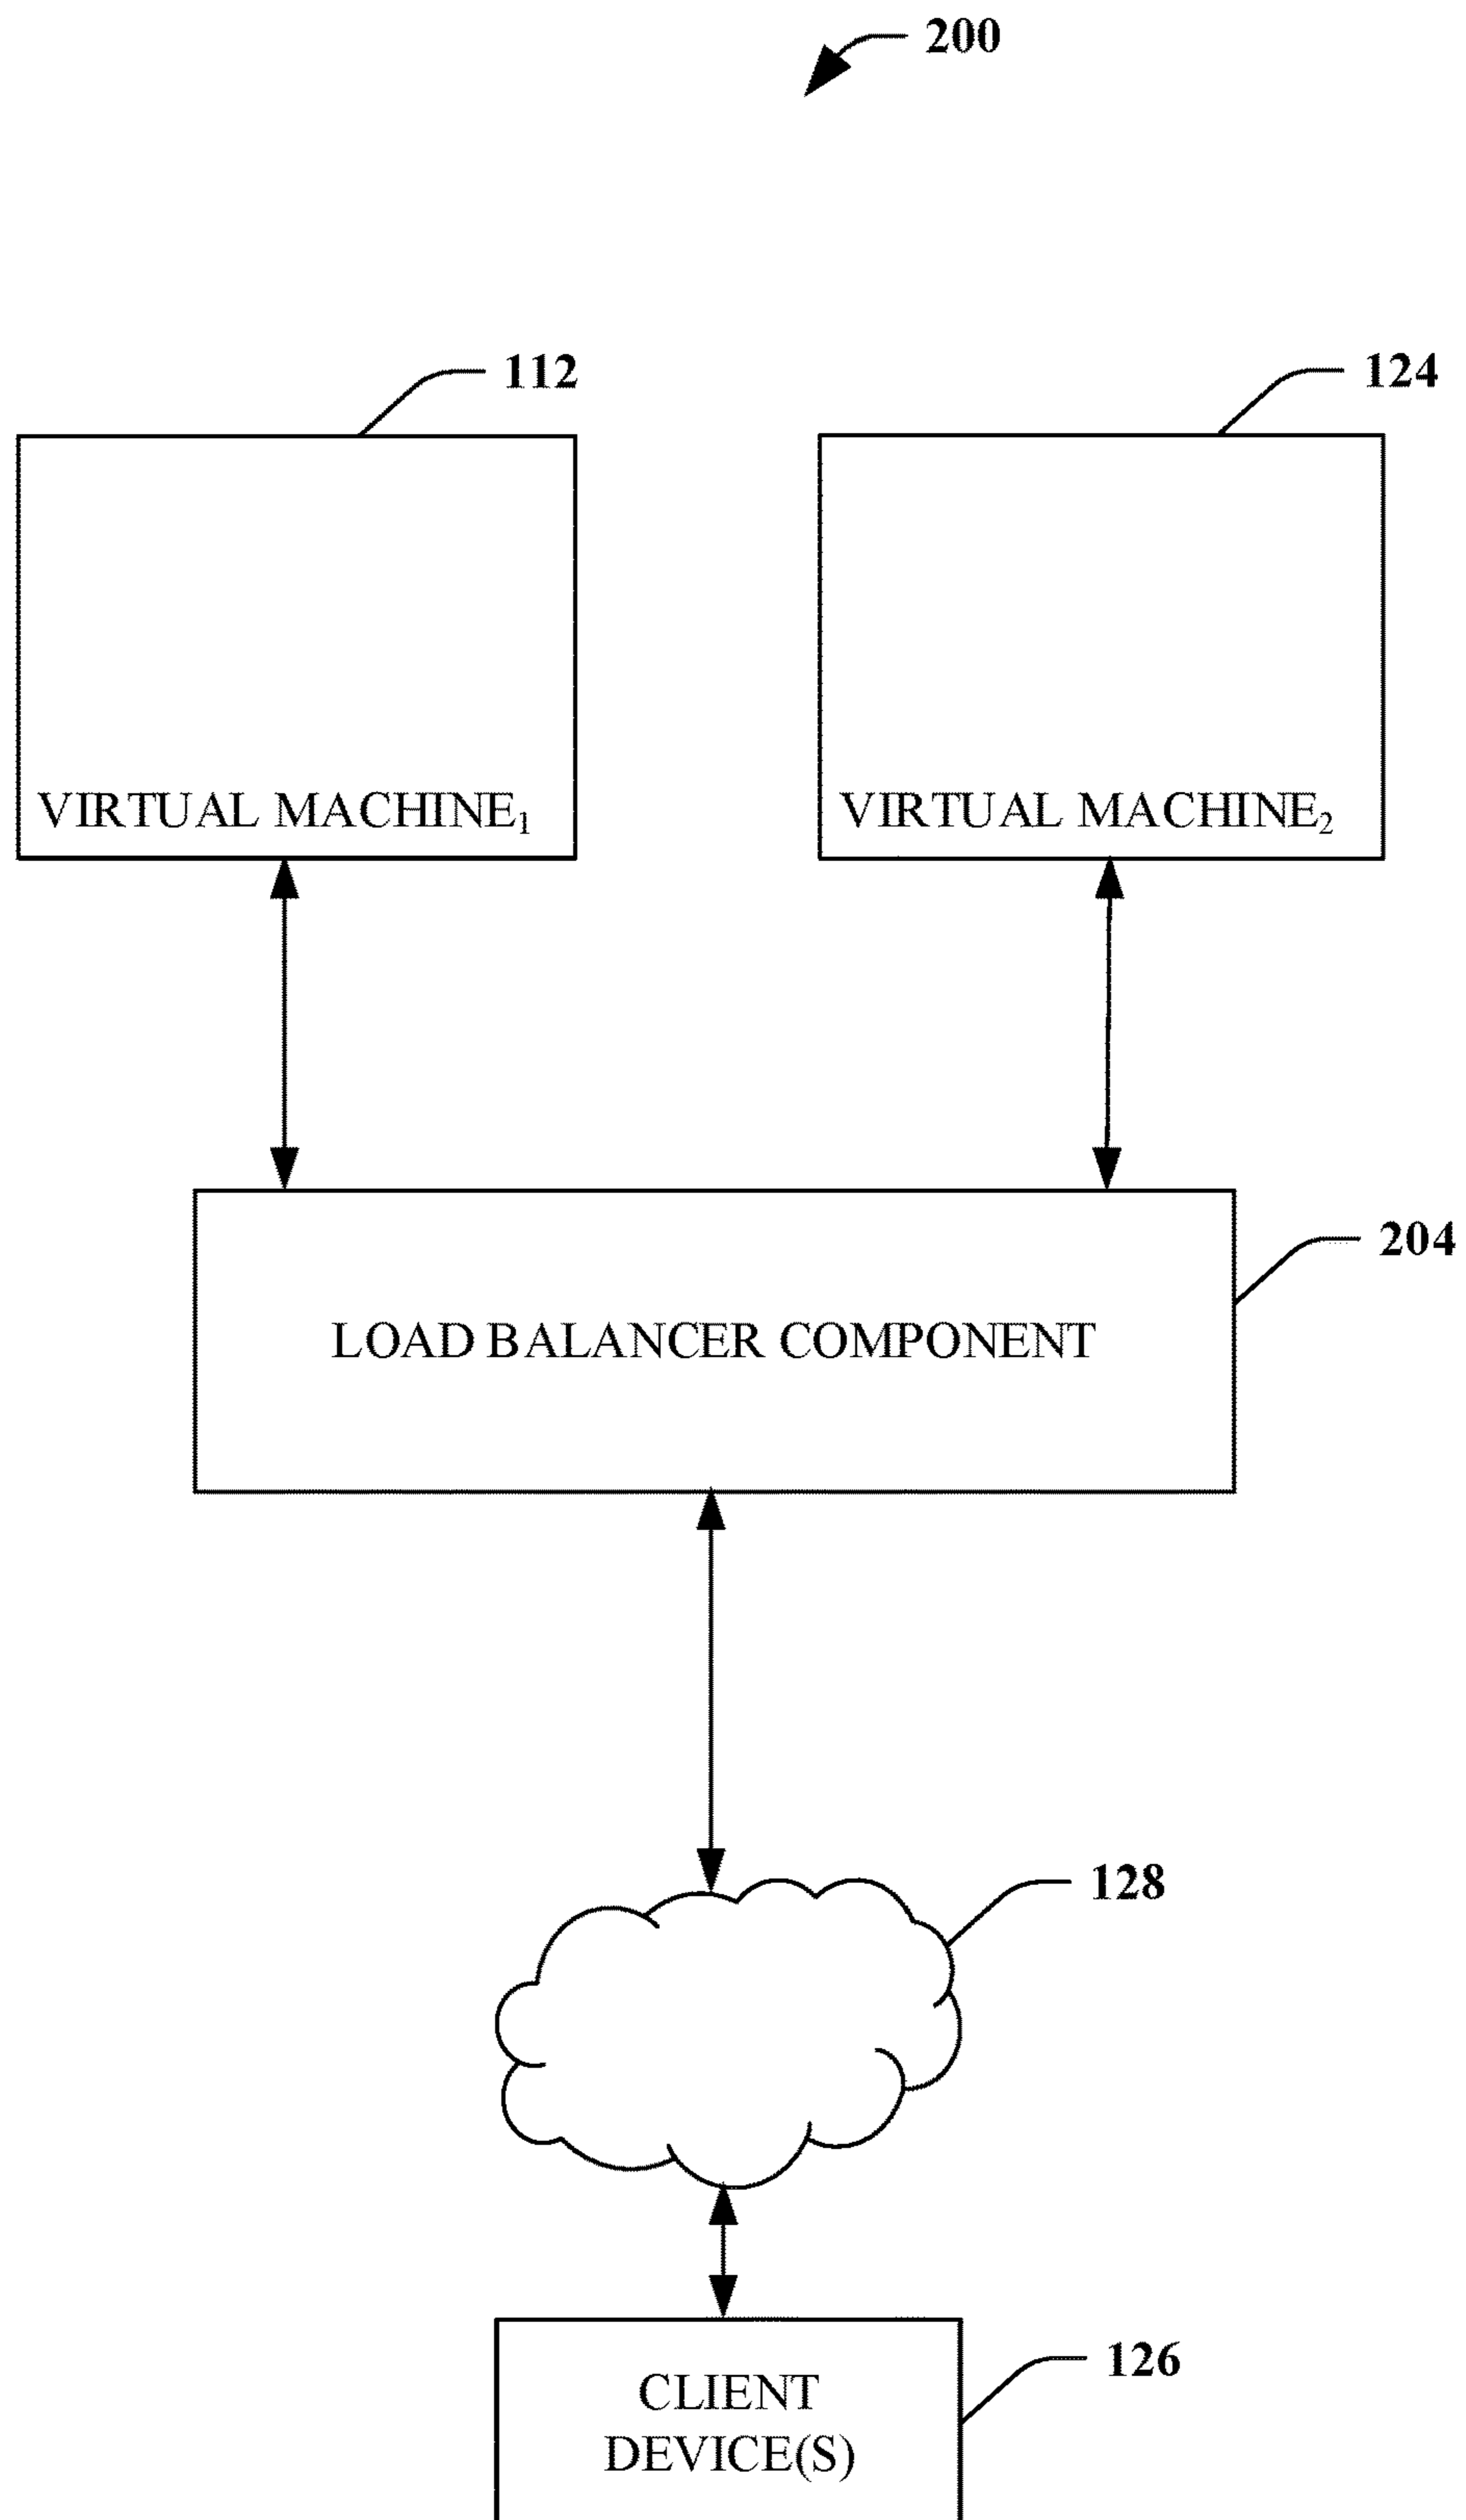 200
112
124
VIRTUAL MACHINE₁
VIRTUAL MACHINE₂
204
LOAD BALANCER COMPONENT
128
126
CLIENT
DEVICE(S)